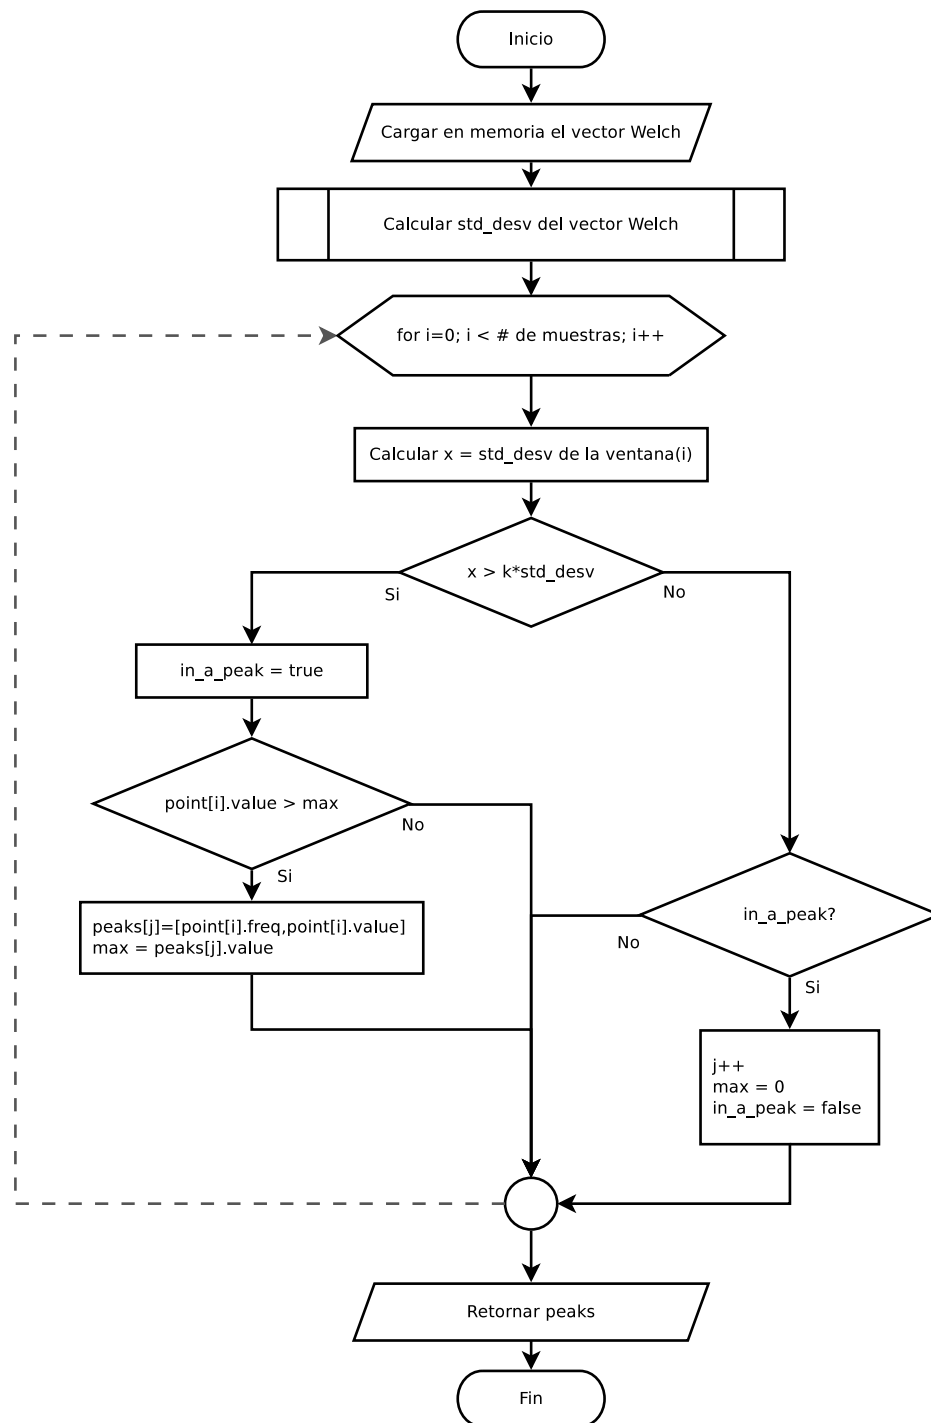 Inicio
Cargar en memoria el vector Welch
Calcular std_desv del vector Welch
for i=0; i < # de muestras; i++
Calcular x = std_desv de la ventana(i)
x > k*std_desv
Si
No
in_a_peak = true
point[i].value > max
No
Si
peaks[j]=[point[i].freq,point[i].value]
max = peaks[j].value
in_a_peak?
No
Si
j++
max = 0
in_a_peak = false
Retornar peaks
Fin